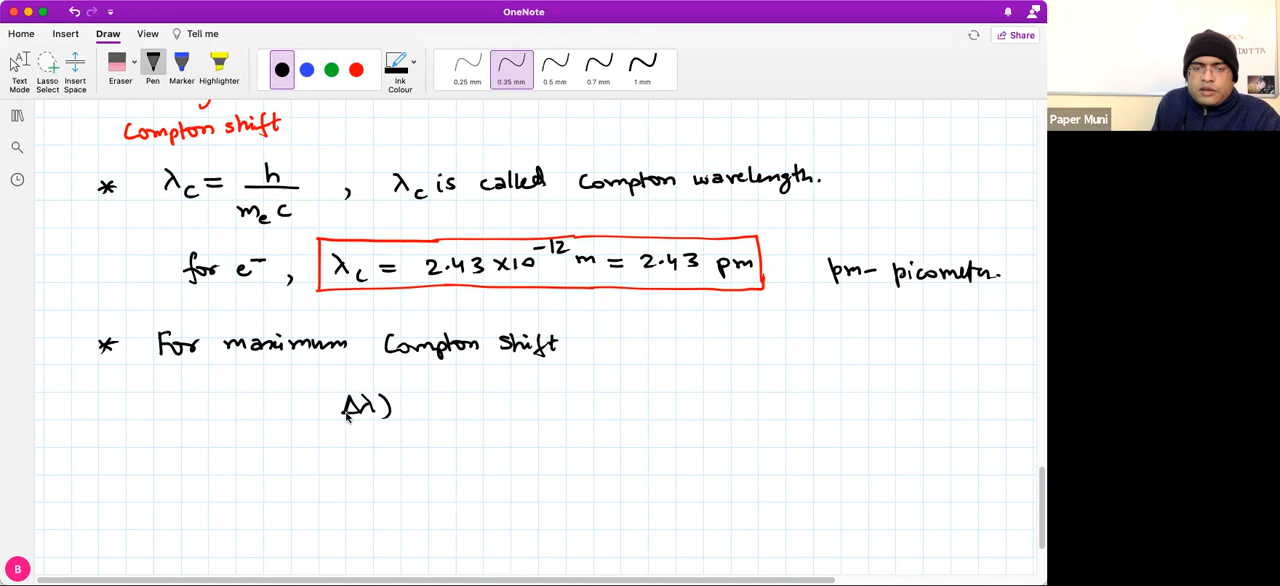 OneNote
Home Insert Draw View Tell me
Share
Text Mode Lasso Select Insert Space Eraser Pen Marker Highlighter Ink Colour 0.25 mm 0.35 mm 0.5 mm 0.7 mm 1 mm
DUTTA
Paper Muni
Compton shift
* λc = h / me c , λc is called Compton wavelength.
for e⁻, λc = 2.43 × 10⁻¹² m = 2.43 pm pm - picometer.
* For maximum Compton shift
Δλ)
B